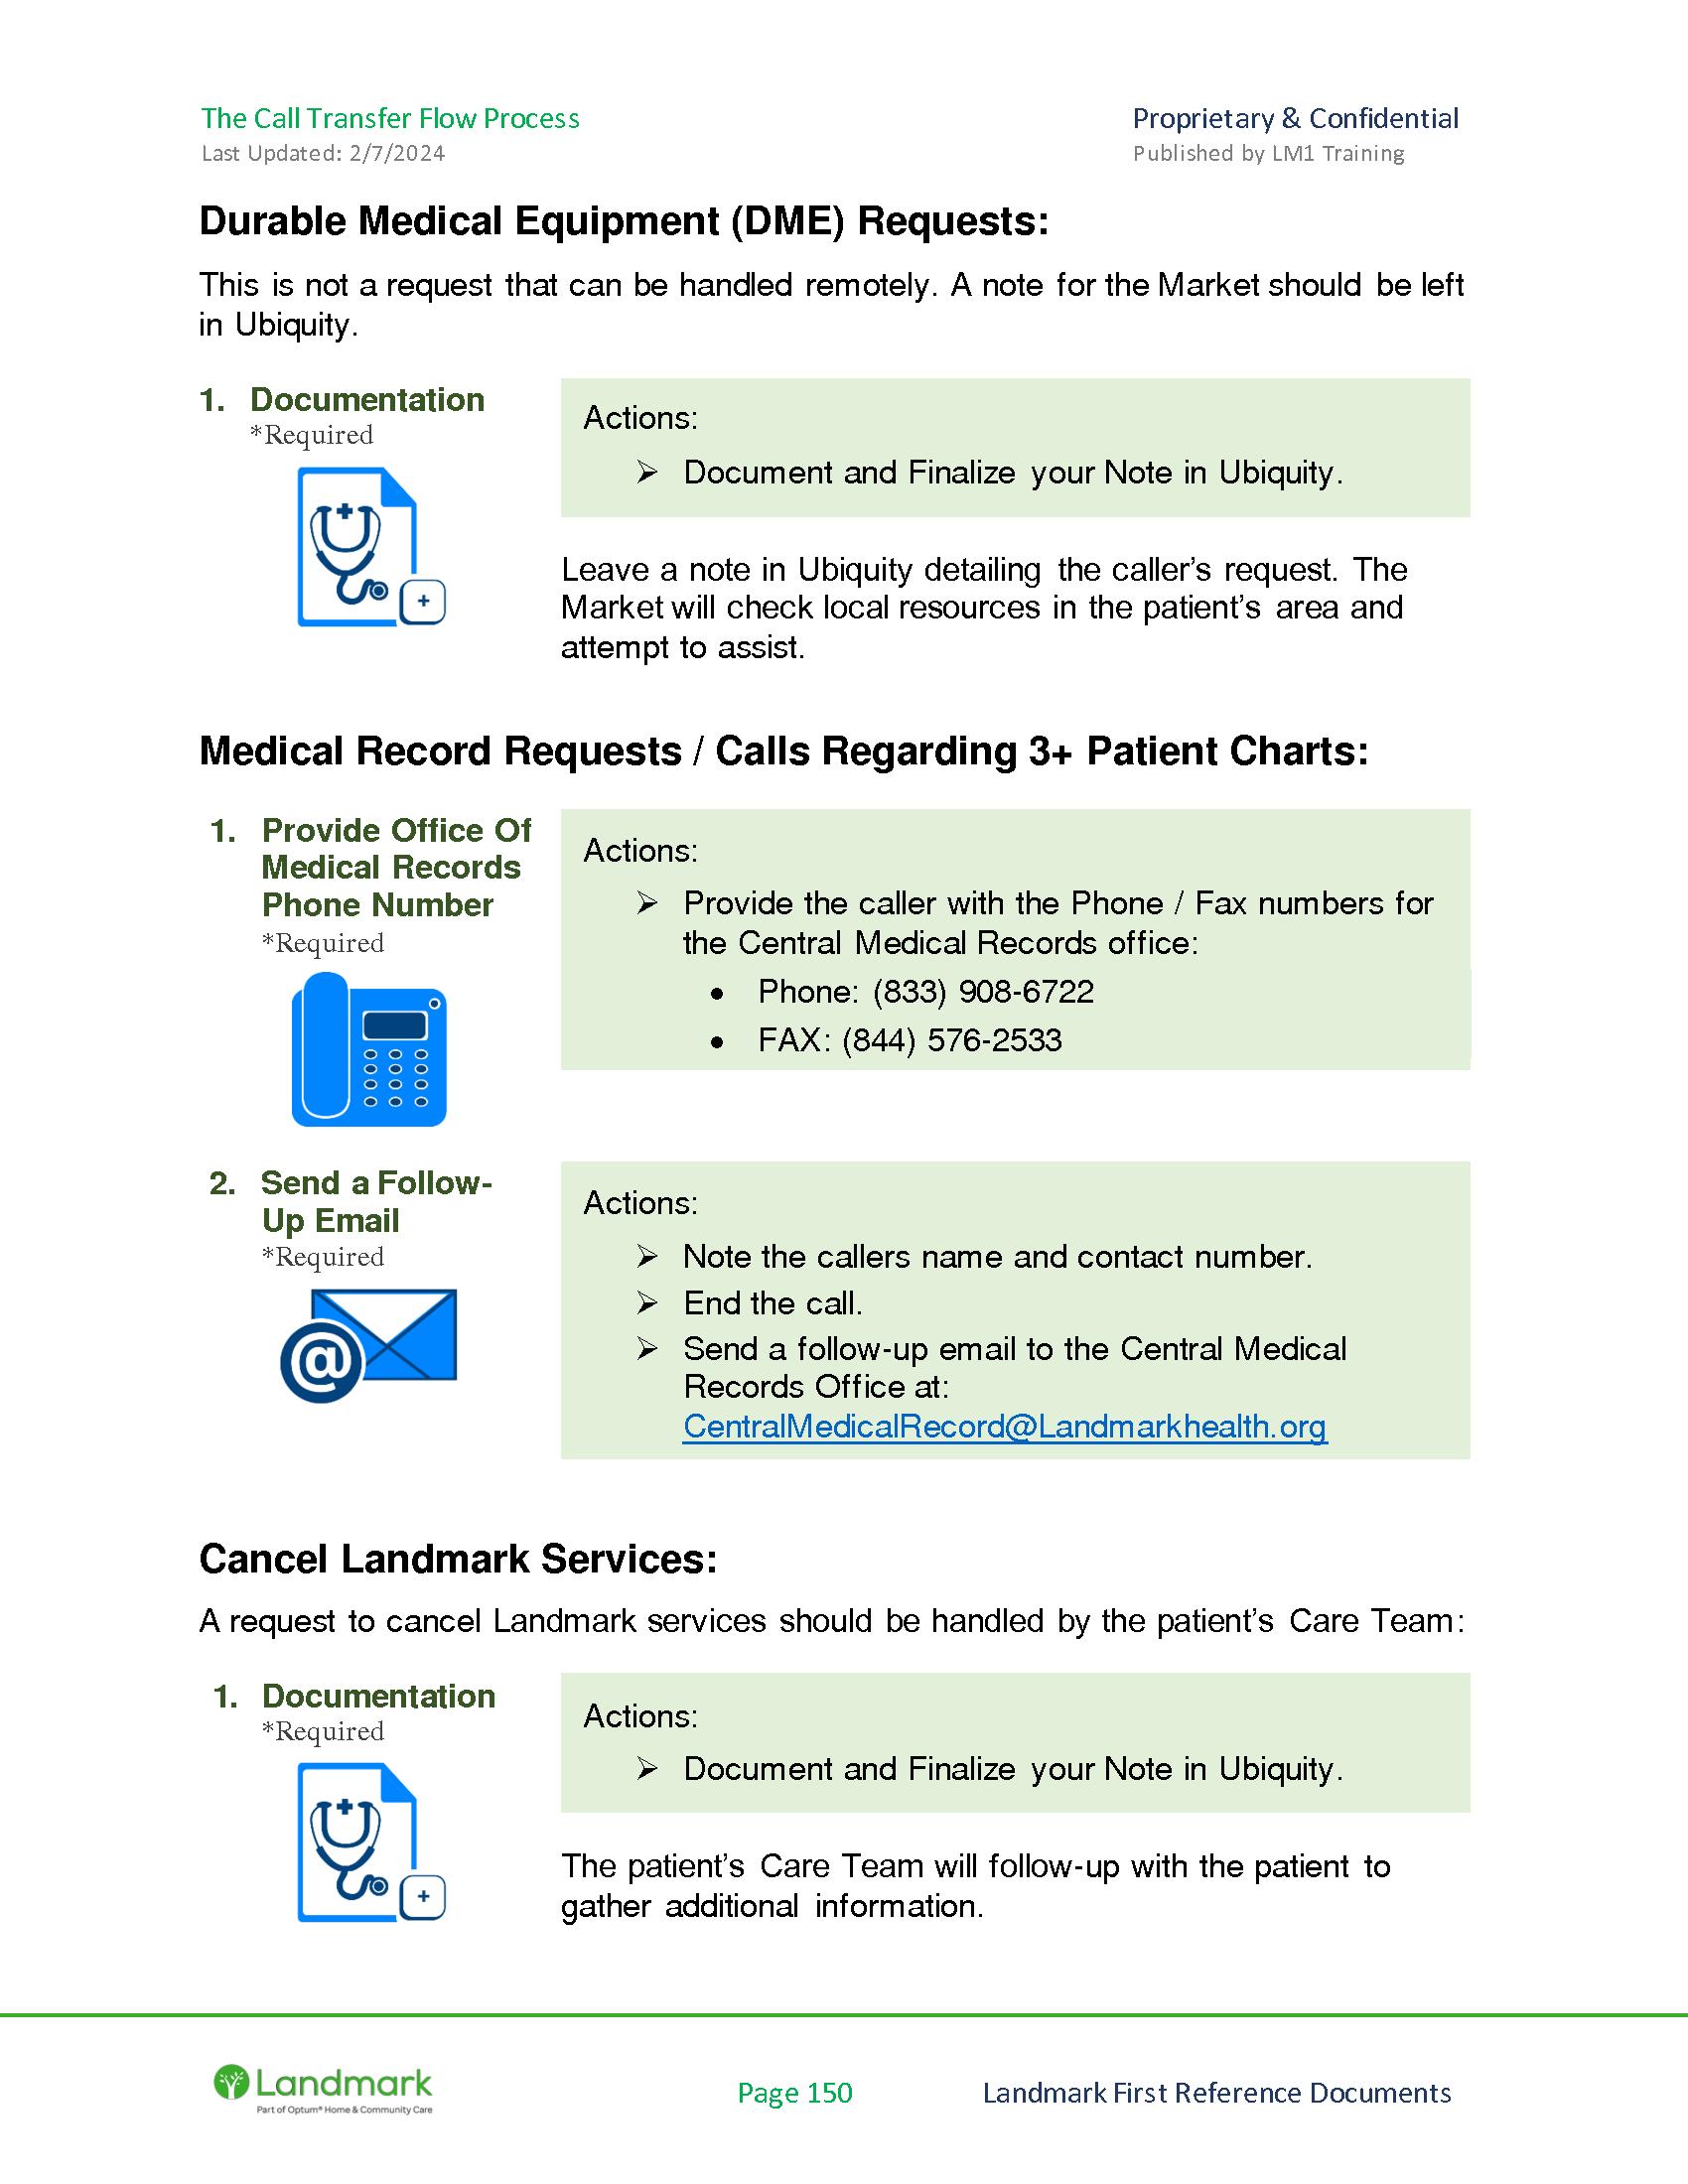 The Call Transfer Flow Process
Proprietary & Confidential
Last Updated: 2/7/2024
Published by LM1 Training
Durable Medical Equipment (DME) Requests:
This is not a request that can be handled remotely. A note for the Market should be left
in Ubiquity.
1. Documentation
*Required
Actions:
➢ Document and Finalize your Note in Ubiquity.
Leave a note in Ubiquity detailing the caller’s request. The
Market will check local resources in the patient’s area and
attempt to assist.
Medical Record Requests / Calls Regarding 3+ Patient Charts:
1. Provide Office Of
Medical Records
Phone Number
*Required
Actions:
➢ Provide the caller with the Phone / Fax numbers for
the Central Medical Records office:
• Phone: (833) 908-6722
• FAX: (844) 576-2533
2. Send a Follow-
Up Email
*Required
@
Actions:
➢ Note the callers name and contact number.
➢ End the call.
➢ Send a follow-up email to the Central Medical
Records Office at:
CentralMedicalRecord@Landmarkhealth.org
Cancel Landmark Services:
A request to cancel Landmark services should be handled by the patient’s Care Team:
1. Documentation
*Required
Actions:
➢ Document and Finalize your Note in Ubiquity.
The patient’s Care Team will follow-up with the patient to
gather additional information.
Landmark
Part of Optum® Home & Community Care
Page 150
Landmark First Reference Documents